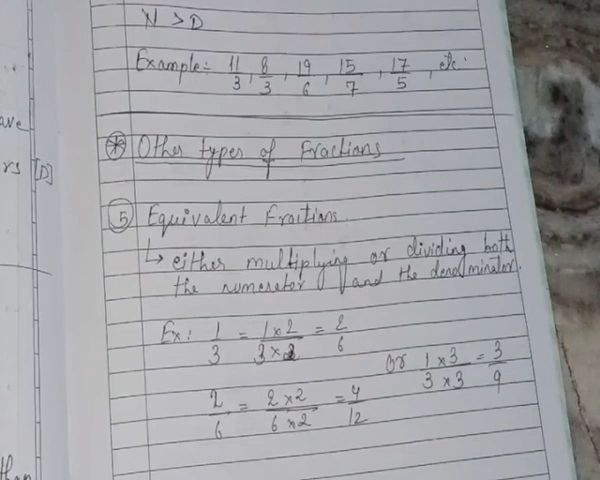 N > D
Example:- 11/3, 8/3, 19/6, 15/7, 17/5, etc.
ave
rs [D]
* Other types of Fractions
5 Equivalent Fractions
↳ either multiplying or dividing both
the numerator and the denominator.
Ex: 1/3 = 1×2/3×2 = 2/6
Or 1×3/3×3 = 3/9
2/6 = 2×2/6×2 = 4/12